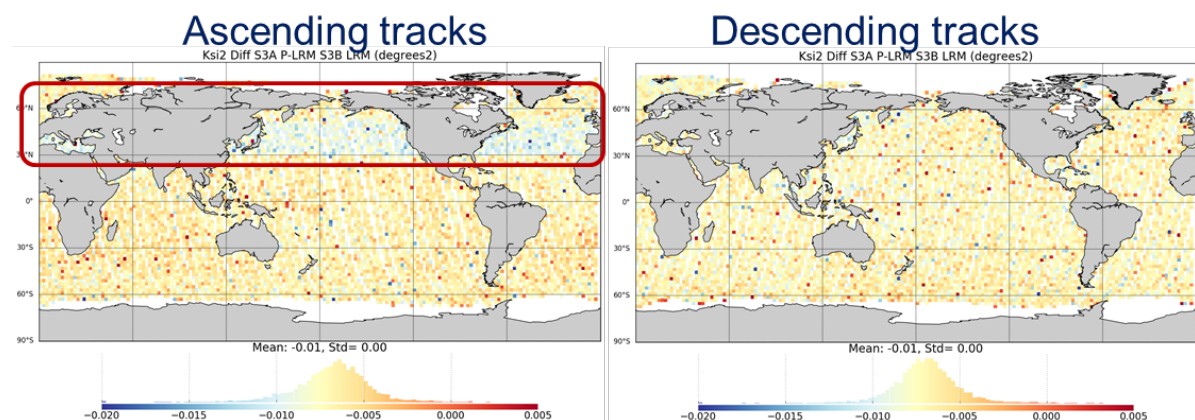 Ascending tracks
Ksi2 Diff S3A P-LRM S3B LRM (degrees2)
60°N
30°N
0°
30°S
60°S
90°S
Mean: -0.01, Std= 0.00
−0.020 −0.015 −0.010 −0.005 0.000 0.005
Descending tracks
Ksi2 Diff S3A P-LRM S3B LRM (degrees2)
60°N
30°N
0°
30°S
60°S
90°S
Mean: -0.01, Std= 0.00
−0.020 −0.015 −0.010 −0.005 0.000 0.005